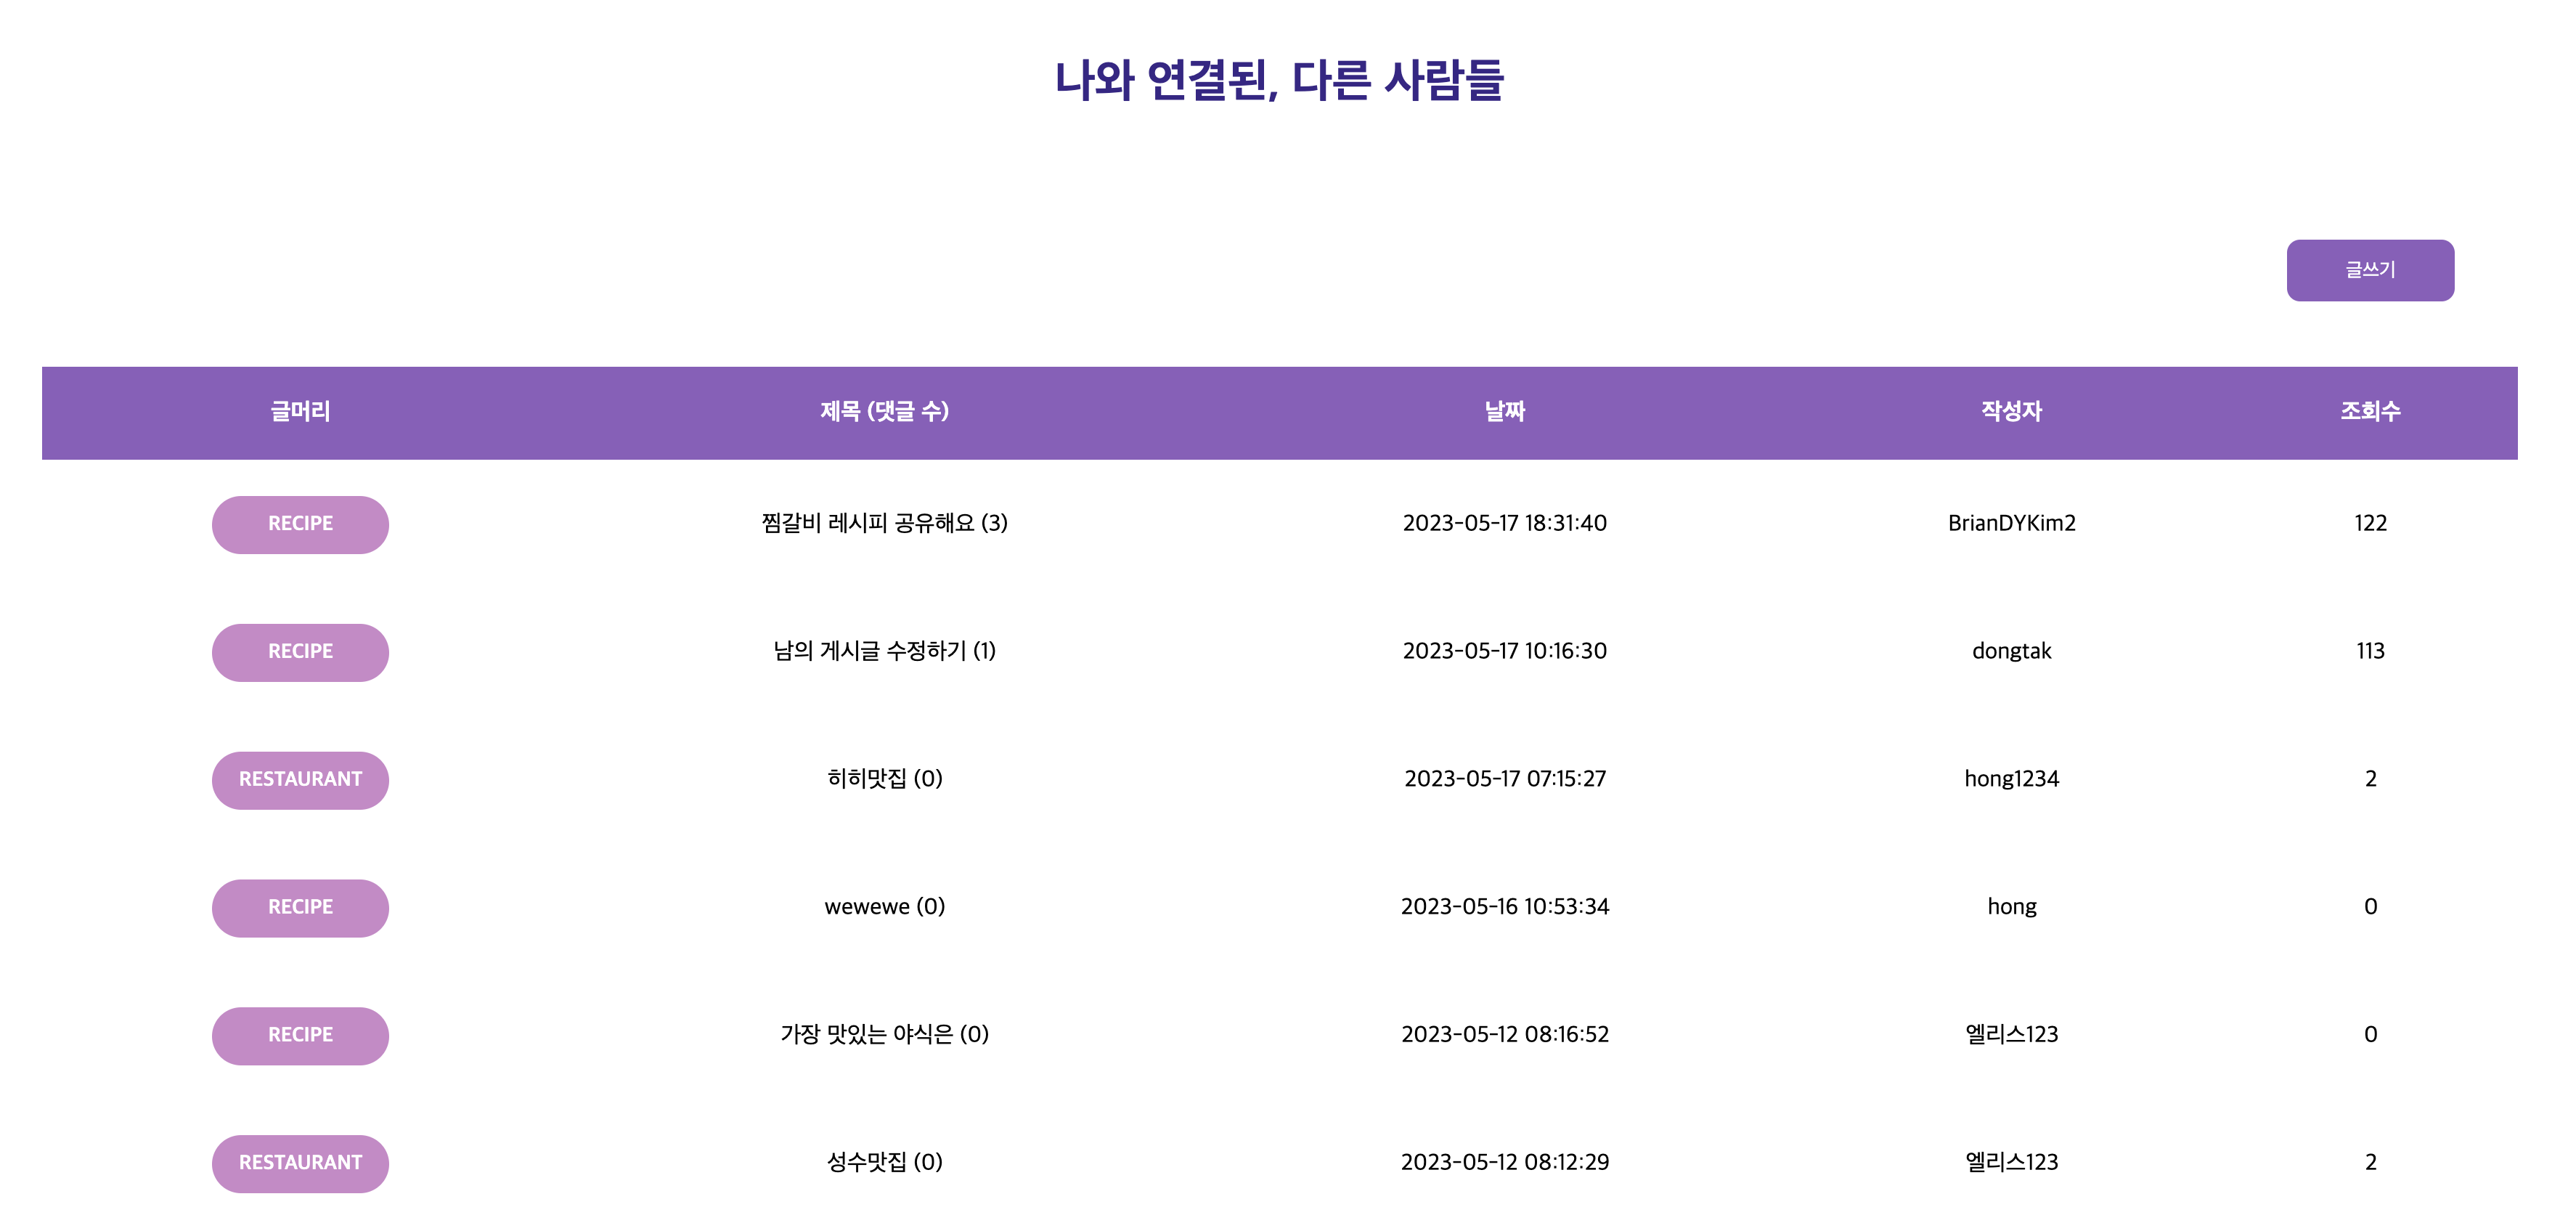 나와 연결된, 다른 사람들
글쓰기
글머리 제목 (댓글 수) 날짜 작성자 조회수
RECIPE 찜갈비 레시피 공유해요 (3) 2023-05-17 18:31:40 BrianDYKim2 122
RECIPE 남의 게시글 수정하기 (1) 2023-05-17 10:16:30 dongtak 113
RESTAURANT 히히맛집 (0) 2023-05-17 07:15:27 hong1234 2
RECIPE wewewe (0) 2023-05-16 10:53:34 hong 0
RECIPE 가장 맛있는 야식은 (0) 2023-05-12 08:16:52 엘리스123 0
RESTAURANT 성수맛집 (0) 2023-05-12 08:12:29 엘리스123 2